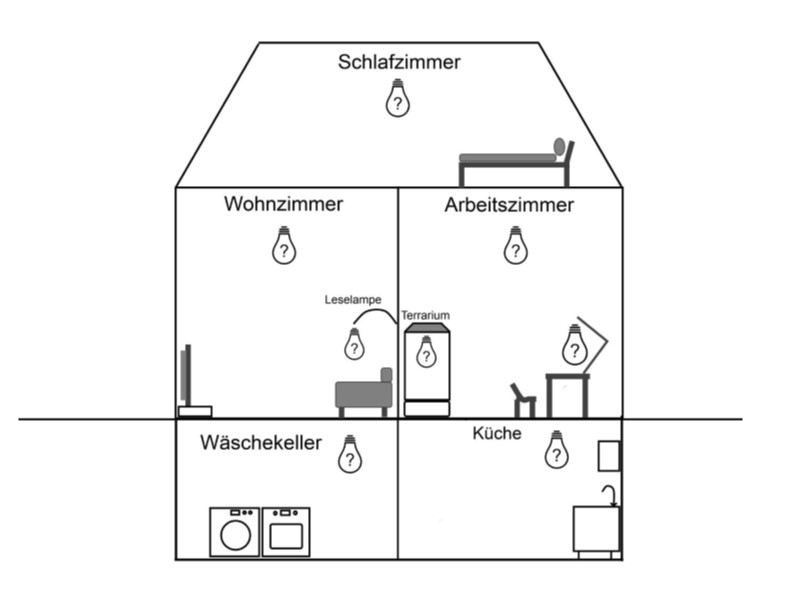 Schlafzimmer
?
Wohnzimmer
Arbeitszimmer
?
?
Leselampe
Terrarium
?
?
?
Wäschekeller
Küche
?
?